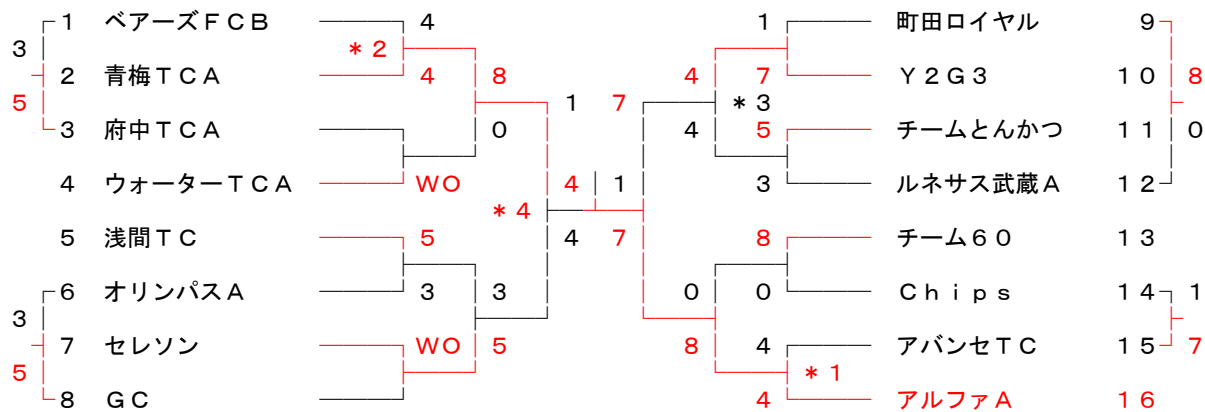 1 ベアーズFCB 4 1 町田ロイヤル 9
3 *2
2 青梅TCA 4 8 4 7 Y2G3 10 8
5 1 7 *3
3 府中TCA 0 4 5 チームとんかつ 11 0
4 ウォーターTCA WO 4 1 3 ルネサス武蔵A 12
*4
5 浅間TC 5 4 7 8 チーム60 13
6 オリンパスA 3 3 0 0 Chips 14 1
3
7 セレソン WO 5 8 4 アバンセTC 15 7
5 *1
8 GC 4 アルファA 16